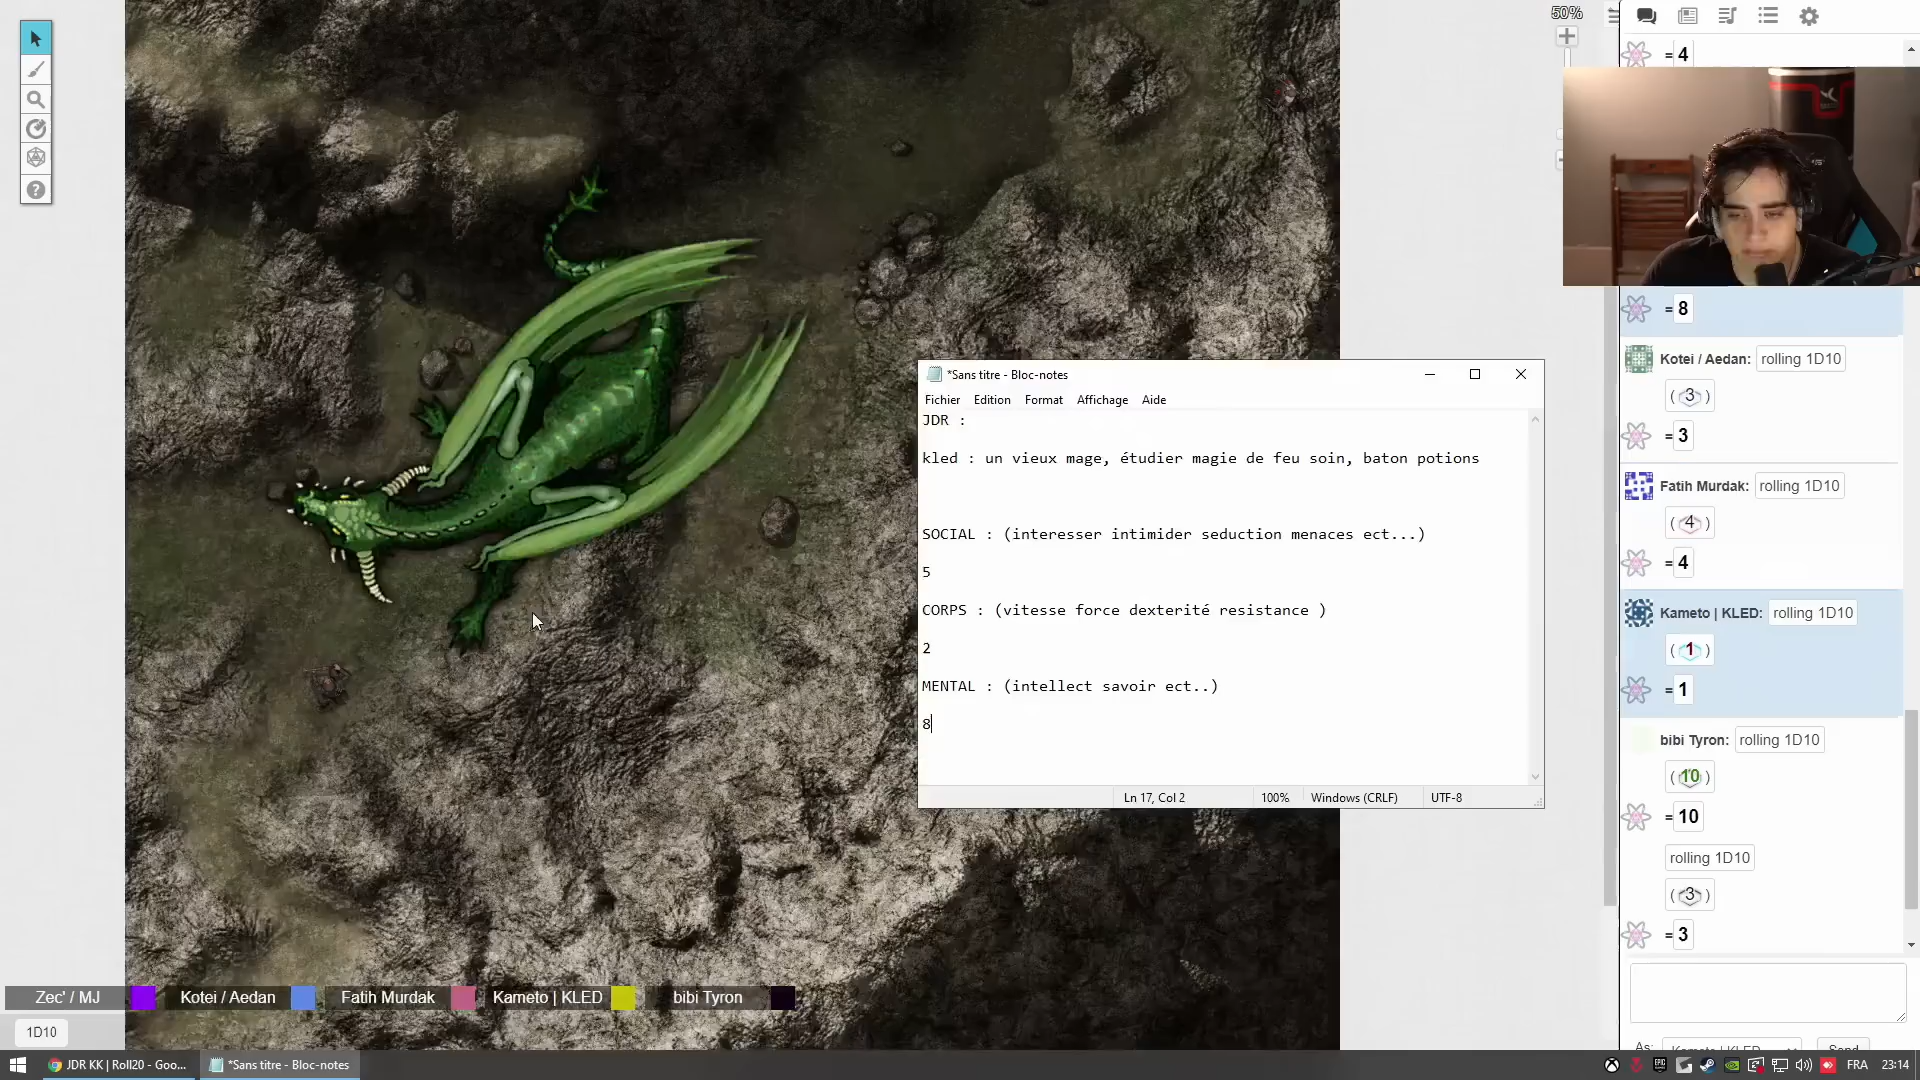 50%
= 4
= 8
Kotei / Aedan: rolling 1D10
( 3 )
= 3
Fatih Murdak: rolling 1D10
( 4 )
= 4
Kameto | KLED: rolling 1D10
( 1 )
= 1
bibi Tyron: rolling 1D10
( 10 )
= 10
rolling 1D10
( 3 )
= 3
*Sans titre - Bloc-notes
Fichier Edition Format Affichage Aide
JDR :
kled : un vieux mage, étudier magie de feu soin, baton potions
SOCIAL : (interesser intimider seduction menaces ect...)
5
CORPS : (vitesse force dexterité resistance )
2
MENTAL : (intellect savoir ect..)
8
Ln 17, Col 2 100% Windows (CRLF) UTF-8
Zec' / MJ Kotei / Aedan Fatih Murdak Kameto | KLED bibi Tyron
1D10
As: Kameto | KLED Send
JDR KK | Roll20 - Goo... *Sans titre - Bloc-notes FRA 23:14